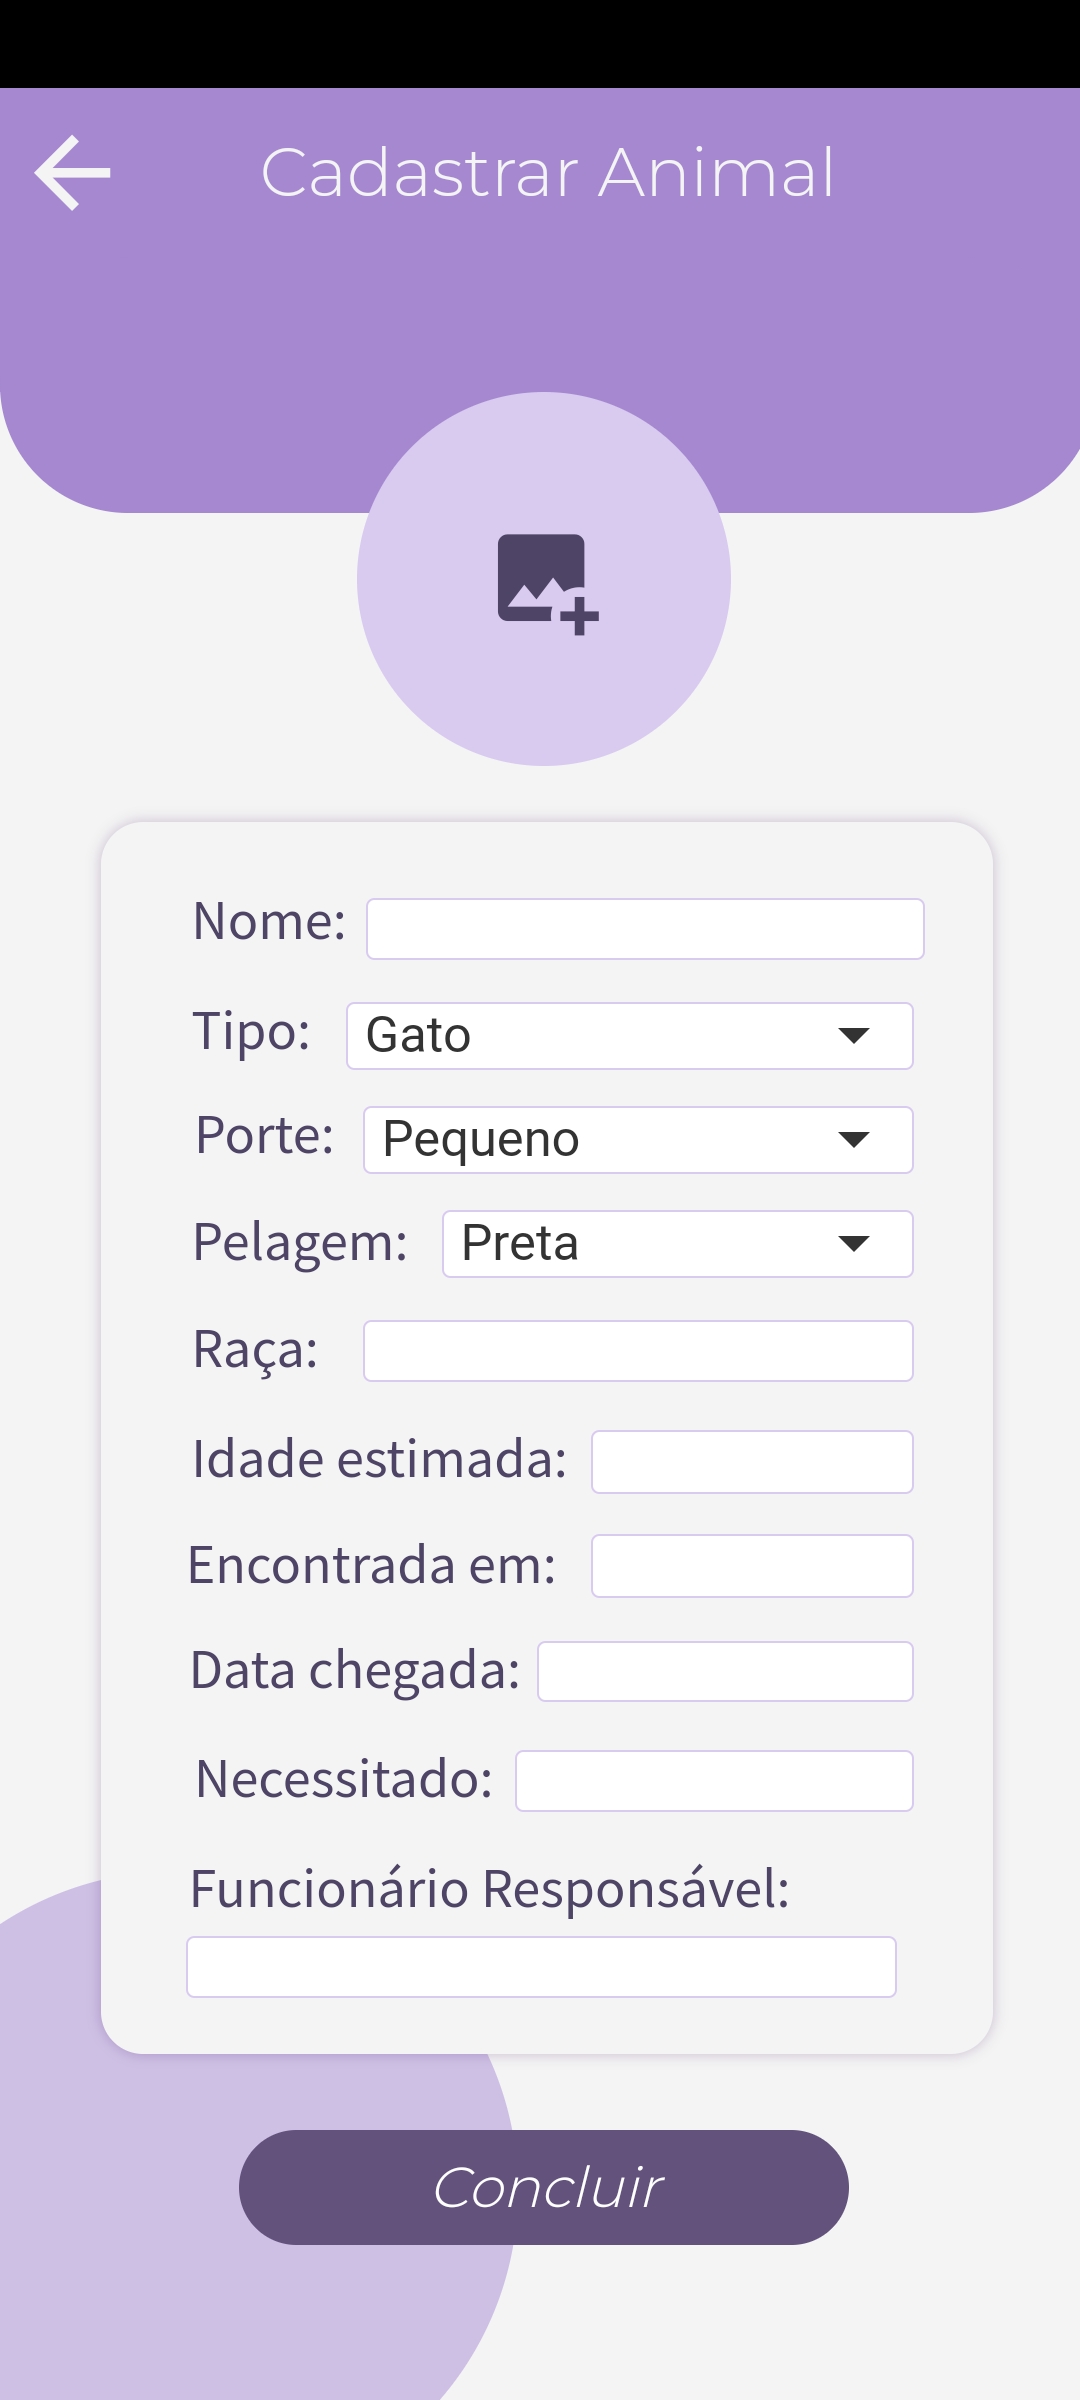 Cadastrar Animal
Nome:
Tipo: Gato
Porte: Pequeno
Pelagem: Preta
Raça:
Idade estimada:
Encontrada em:
Data chegada:
Necessitado:
Funcionário Responsável:
Concluir